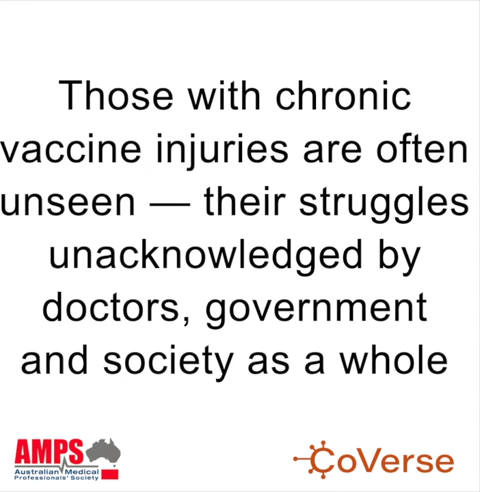 Those with chronic
vaccine injuries are often
unseen — their struggles
unacknowledged by
doctors, government
and society as a whole
AMPS
Australian Medical
Professionals' Society
CoVerse